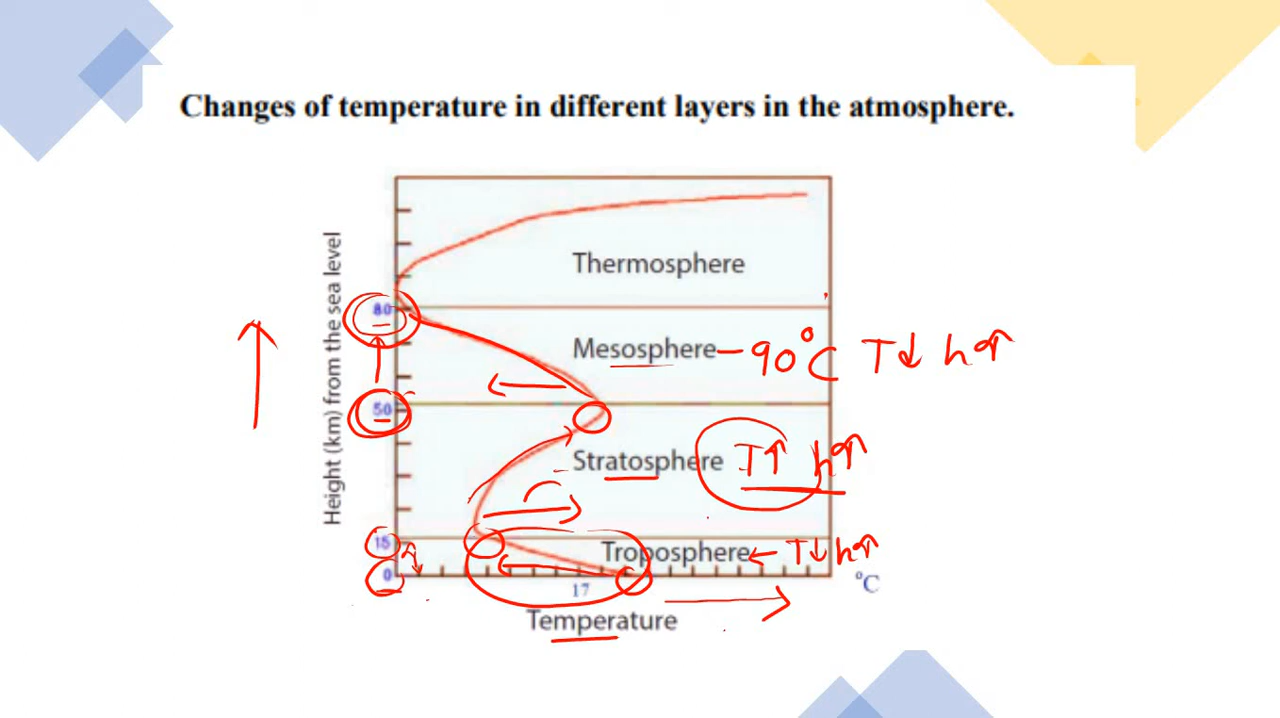 Changes of temperature in different layers in the atmosphere.
Height (km) from the sea level
Thermosphere
80
Mesosphere -90°C T↓ h↑
50
Stratosphere T↑ h↑
15
Troposphere ← T↓ h↑
0
17
°C
Temperature